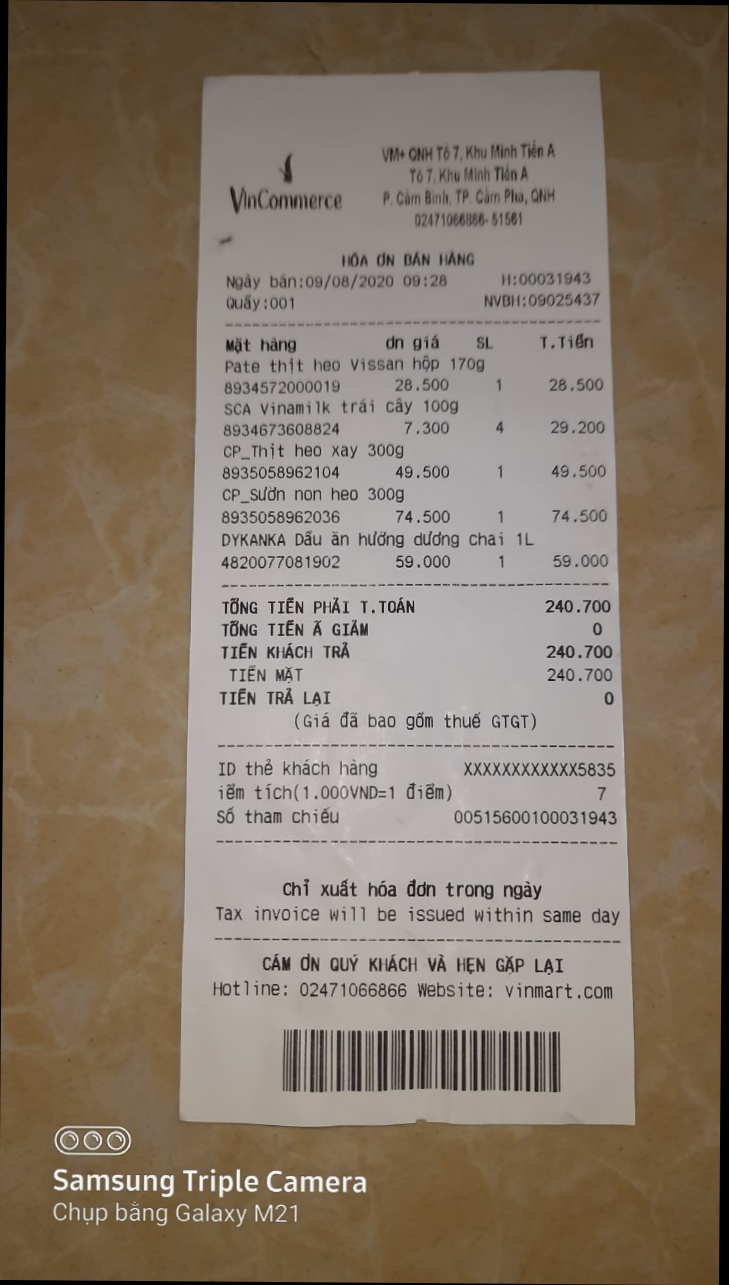 VinCommerce
VM+ QNH Tổ 7, Khu Minh Tiến A
Tổ 7, Khu Minh Tiến A
P. Cẩm Bình, TP. Cẩm Phả, QNH
02471066866-51561
HÓA ƠN BÁN HÀNG
Ngày bán:09/08/2020 09:28 H:00031943
Quầy:001 NVBH:09025437
Mặt hàng ơn giá SL T.Tiền
Pate thịt heo Vissan hộp 170g
8934572000019 28.500 1 28.500
SCA Vinamilk trái cây 100g
8934673608824 7.300 4 29.200
CP_Thịt heo xay 300g
8935058962104 49.500 1 49.500
CP_Sườn non heo 300g
8935058962036 74.500 1 74.500
DYKANKA Dầu ăn hướng dương chai 1L
4820077081902 59.000 1 59.000
TỔNG TIỀN PHẢI T.TOÁN 240.700
TỔNG TIỀN Ã GIẢM 0
TIỀN KHÁCH TRẢ 240.700
TIỀN MẶT 240.700
TIỀN TRẢ LẠI 0
(Giá đã bao gồm thuế GTGT)
ID thẻ khách hàng XXXXXXXXXXXX5835
iểm tích(1.000VND=1 điểm) 7
Số tham chiếu 00515600100031943
Chỉ xuất hóa đơn trong ngày
Tax invoice will be issued within same day
CÁM ƠN QUÝ KHÁCH VÀ HẸN GẶP LẠI
Hotline: 02471066866 Website: vinmart.com
Samsung Triple Camera
Chụp bằng Galaxy M21